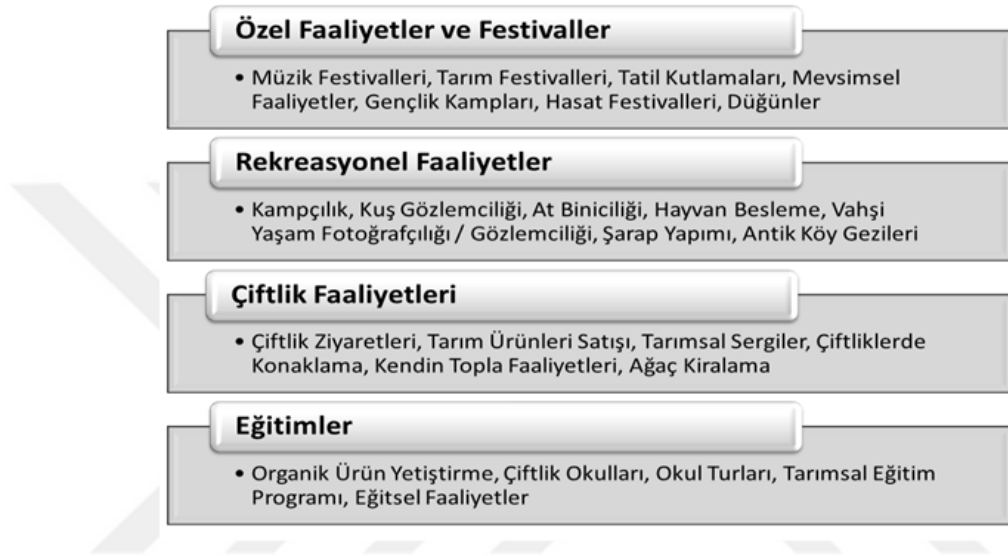 Özel Faaliyetler ve Festivaller
• Müzik Festivalleri, Tarım Festivalleri, Tatil Kutlamaları, Mevsimsel
Faaliyetler, Gençlik Kampları, Hasat Festivalleri, Düğünler
Rekreasyonel Faaliyetler
• Kampçılık, Kuş Gözlemciliği, At Biniciliği, Hayvan Besleme, Vahşi
Yaşam Fotoğrafçılığı / Gözlemciliği, Şarap Yapımı, Antik Köy Gezileri
Çiftlik Faaliyetleri
• Çiftlik Ziyaretleri, Tarım Ürünleri Satışı, Tarımsal Sergiler, Çiftliklerde
Konaklama, Kendin Topla Faaliyetleri, Ağaç Kiralama
Eğitimler
• Organik Ürün Yetiştirme, Çiftlik Okulları, Okul Turları, Tarımsal Eğitim
Programı, Eğitsel Faaliyetler